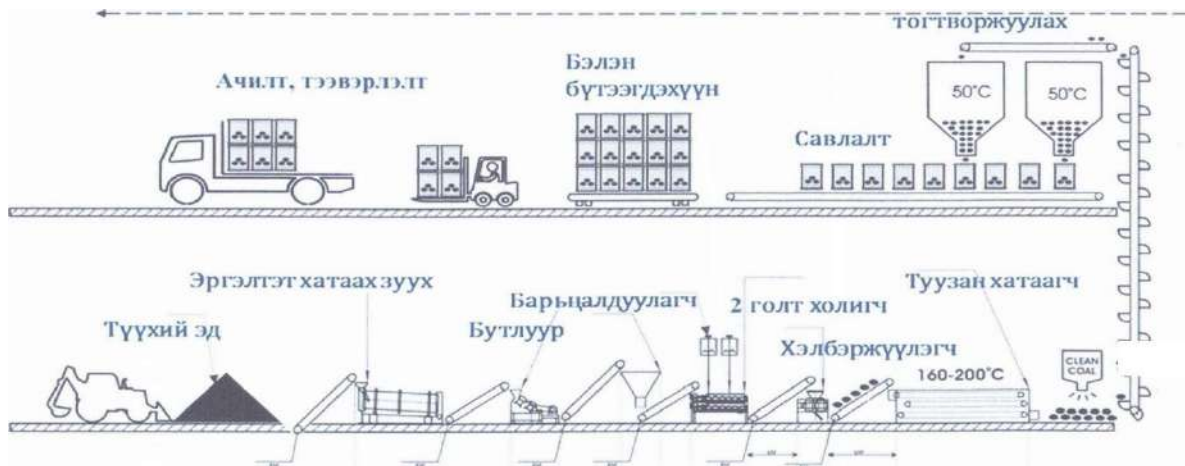 тогтворжуулах
Ачилт, тээвэрлэлт
Бэлэн
бүтээгдэхүүн
50°C
50°C
Савлалт
Эргэлтэт хатаах зуух
Туузан хатаагч
Барьцалдуулагч
2 голт холигч
Түүхий эд
Бутлуур
Хэлбэржүүлэгч
160-200°C
CLEAN
COAL